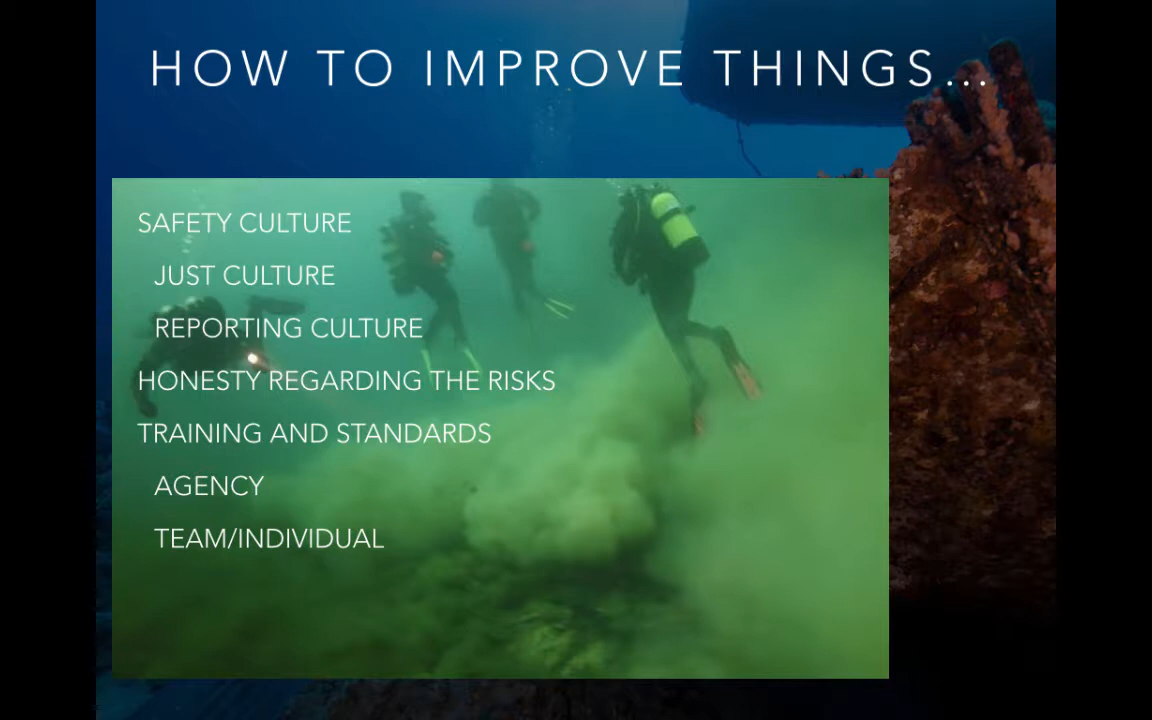 HOW TO IMPROVE THINGS...
SAFETY CULTURE
JUST CULTURE
REPORTING CULTURE
HONESTY REGARDING THE RISKS
TRAINING AND STANDARDS
AGENCY
TEAM/INDIVIDUAL